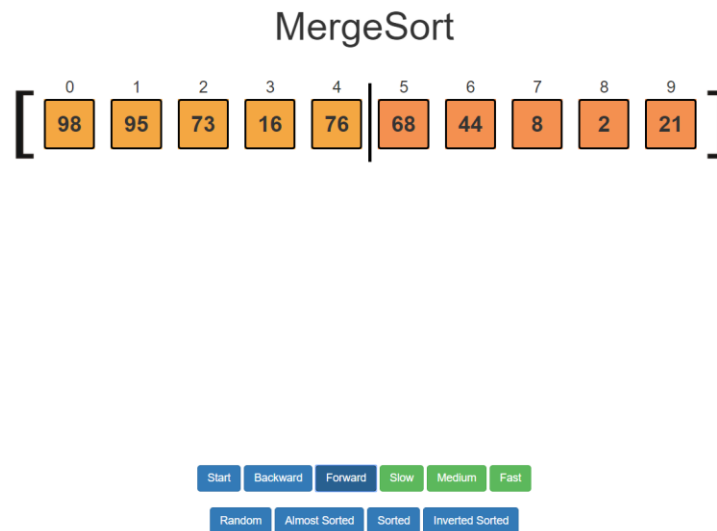 MergeSort
0 1 2 3 4 5 6 7 8 9
[ 98 95 73 16 76 | 68 44 8 2 21 ]
Start Backward Forward Slow Medium Fast
Random Almost Sorted Sorted Inverted Sorted